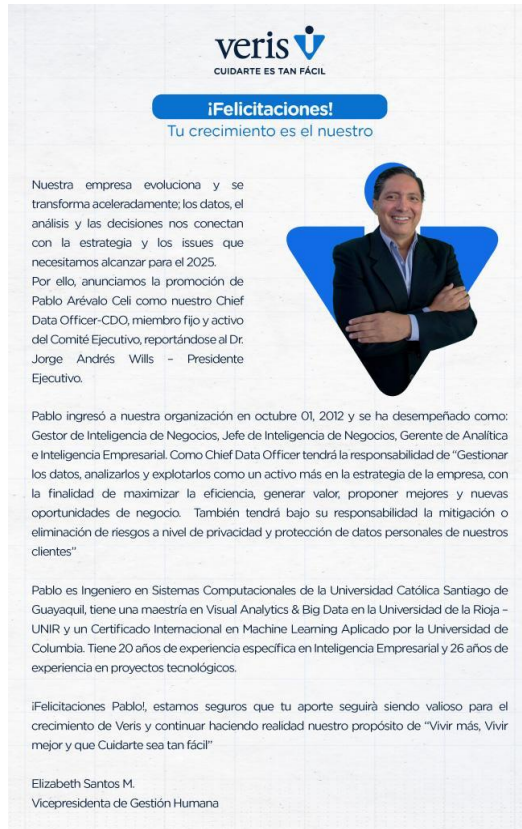 veris
CUIDARTE ES TAN FÁCIL
¡Felicitaciones!
Tu crecimiento es el nuestro
Nuestra empresa evoluciona y se
transforma aceleradamente; los datos, el
análisis y las decisiones nos conectan
con la estrategia y los issues que
necesitamos alcanzar para el 2025.
Por ello, anunciamos la promoción de
Pablo Arévalo Celi como nuestro Chief
Data Officer-CDO, miembro fijo y activo
del Comité Ejecutivo, reportándose al Dr.
Jorge Andrés Wills – Presidente
Ejecutivo.
Pablo ingresó a nuestra organización en octubre 01, 2012 y se ha desempeñado como:
Gestor de Inteligencia de Negocios, Jefe de Inteligencia de Negocios, Gerente de Analítica
e Inteligencia Empresarial. Como Chief Data Officer tendrá la responsabilidad de “Gestionar
los datos, analizarlos y explotarlos como un activo más en la estrategia de la empresa, con
la finalidad de maximizar la eficiencia, generar valor, proponer mejores y nuevas
oportunidades de negocio. También tendrá bajo su responsabilidad la mitigación o
eliminación de riesgos a nivel de privacidad y protección de datos personales de nuestros
clientes”
Pablo es Ingeniero en Sistemas Computacionales de la Universidad Católica Santiago de
Guayaquil, tiene una maestría en Visual Analytics & Big Data en la Universidad de la Rioja –
UNIR y un Certificado Internacional en Machine Learning Aplicado por la Universidad de
Columbia. Tiene 20 años de experiencia específica en Inteligencia Empresarial y 26 años de
experiencia en proyectos tecnológicos.
¡Felicitaciones Pablo!, estamos seguros que tu aporte seguirà siendo valioso para el
crecimiento de Veris y continuar haciendo realidad nuestro propósito de “Vivir más, Vivir
mejor y que Cuidarte sea tan fácil”
Elizabeth Santos M.
Vicepresidenta de Gestión Humana